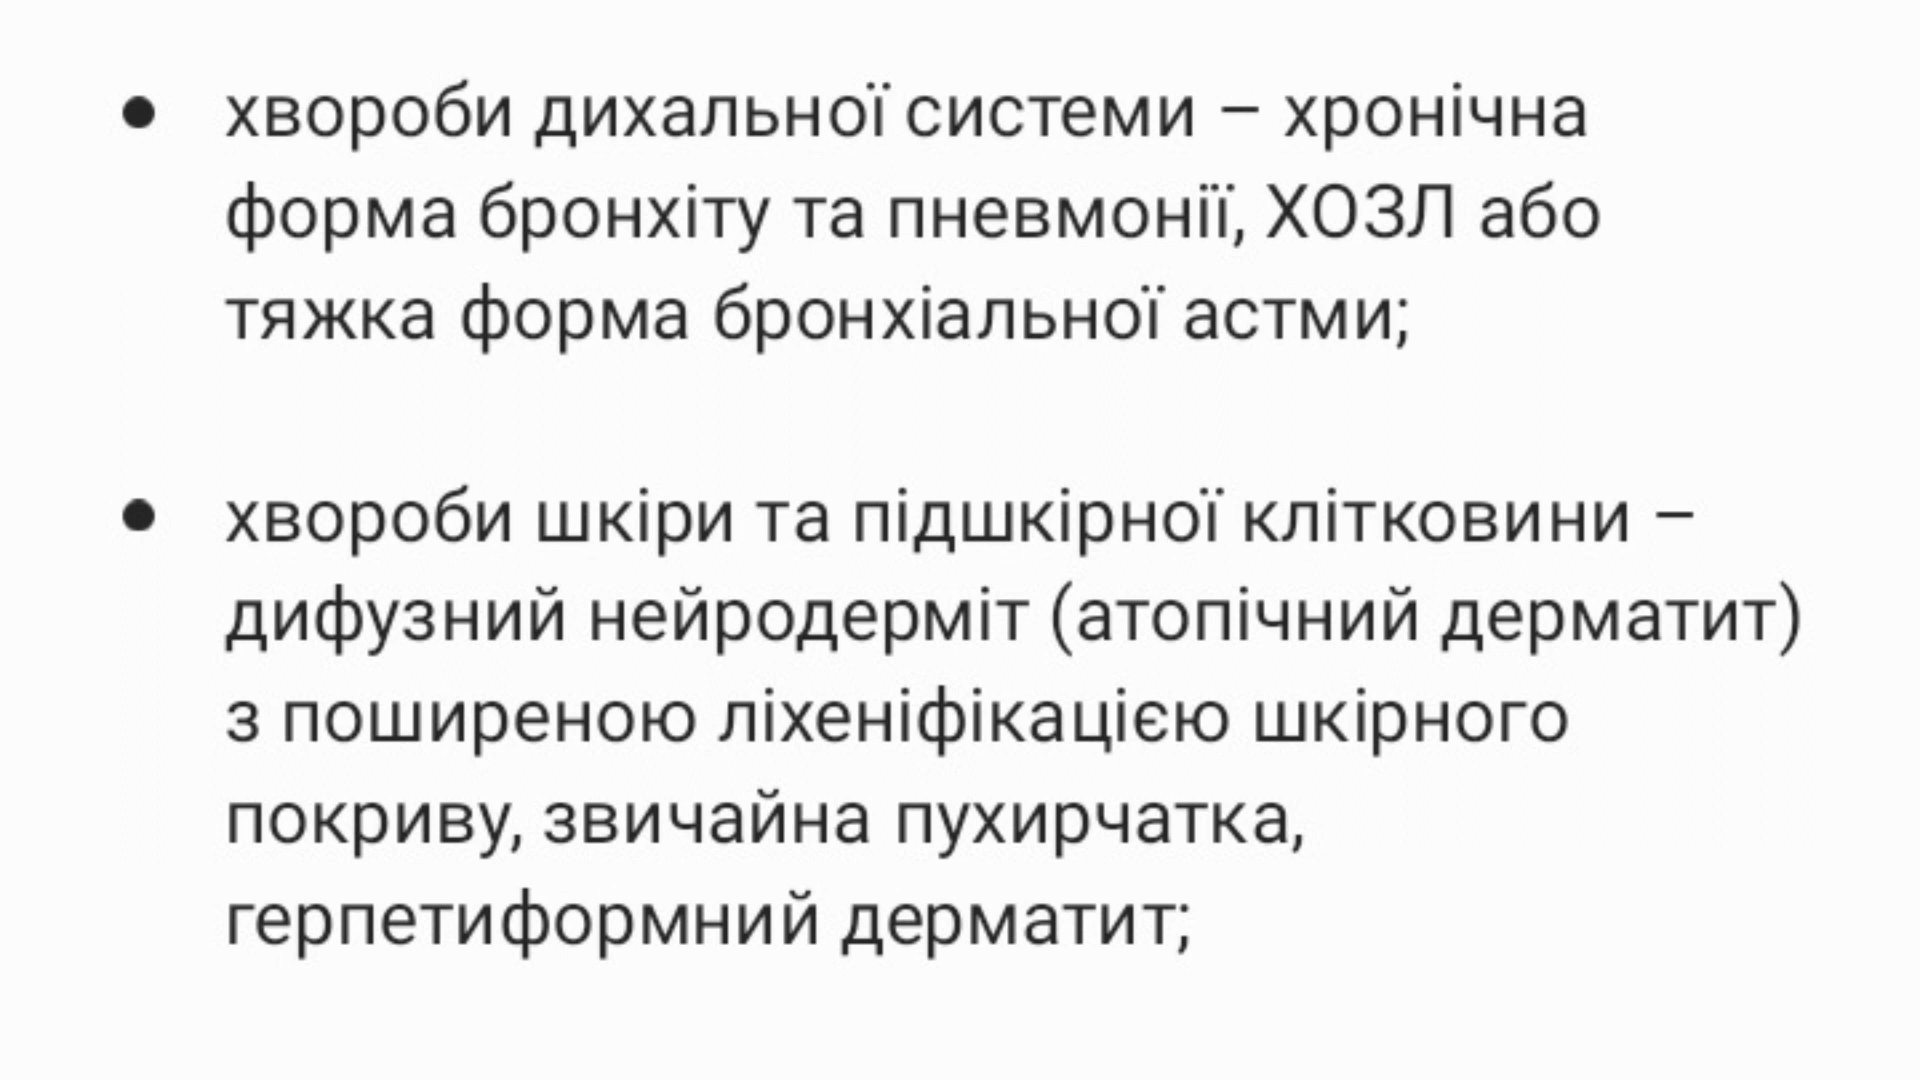 • хвороби дихальної системи – хронічна
форма бронхіту та пневмонії, ХОЗЛ або
тяжка форма бронхіальної астми;
• хвороби шкіри та підшкірної клітковини –
дифузний нейродерміт (атопічний дерматит)
з поширеною ліхеніфікацією шкірного
покриву, звичайна пухирчатка,
герпетиформний дерматит;